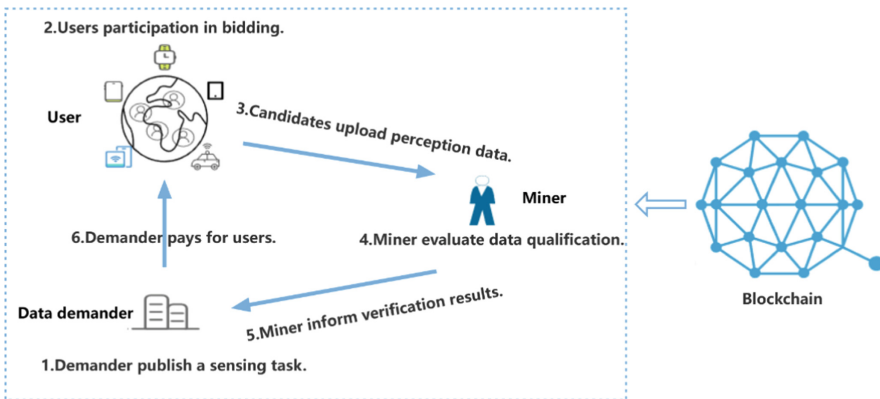 2.Users participation in bidding.
User
3.Candidates upload perception data.
Miner
6.Demander pays for users.
4.Miner evaluate data qualification.
Blockchain
Data demander
5.Miner inform verification results.
1.Demander publish a sensing task.